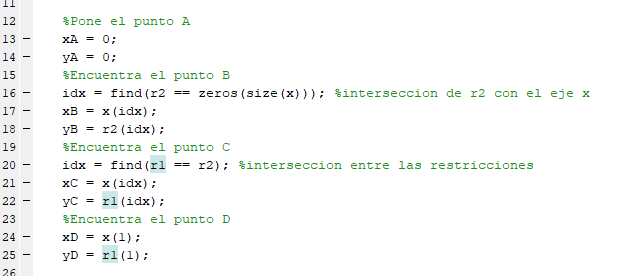 11
12 %Pone el punto A
13 – xA = 0;
14 – yA = 0;
15 %Encuentra el punto B
16 – idx = find(r2 == zeros(size(x))); %interseccion de r2 con el eje x
17 – xB = x(idx);
18 – yB = r2(idx);
19 %Encuentra el punto C
20 – idx = find(r1 == r2); %interseccion entre las restricciones
21 – xC = x(idx);
22 – yC = r1(idx);
23 %Encuentra el punto D
24 – xD = x(1);
25 – yD = r1(1);
26